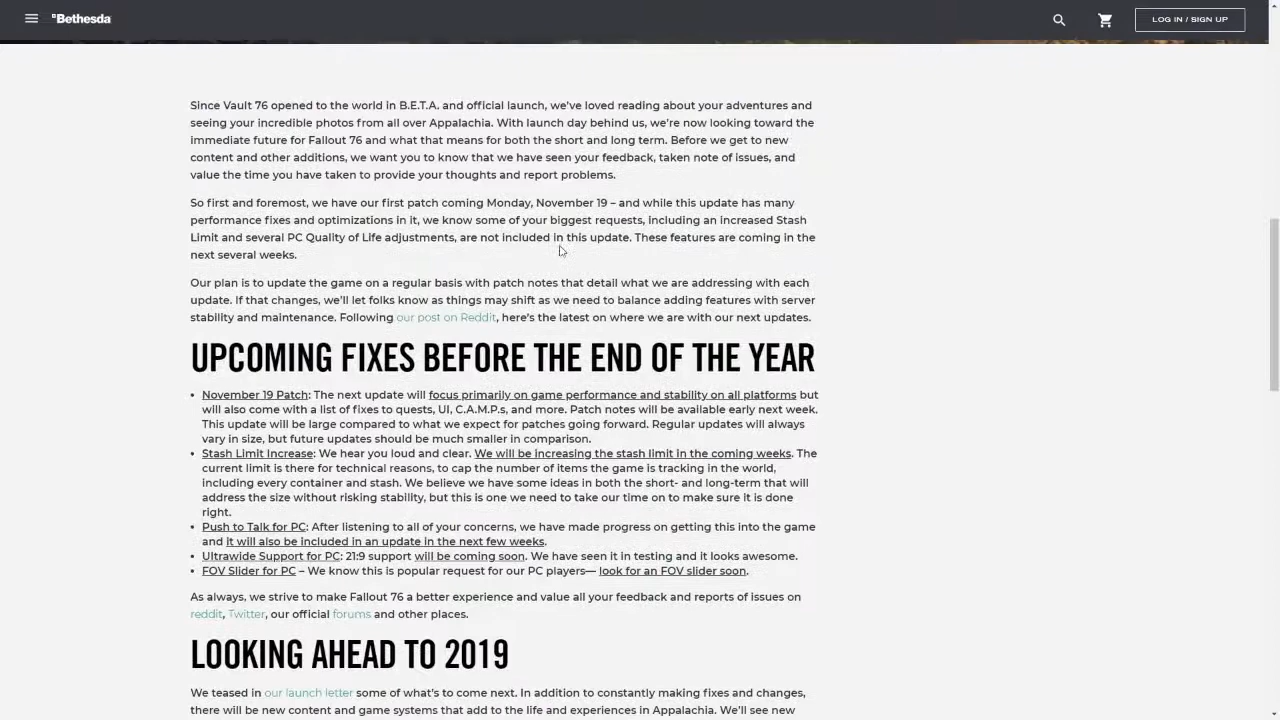 Bethesda
LOG IN / SIGN UP
Since Vault 76 opened to the world in B.E.T.A. and official launch, we've loved reading about your adventures and
seeing your incredible photos from all over Appalachia. With launch day behind us, we're now looking toward the
immediate future for Fallout 76 and what that means for both the short and long term. Before we get to new
content and other additions, we want you to know that we have seen your feedback, taken note of issues, and
value the time you have taken to provide your thoughts and report problems.
So first and foremost, we have our first patch coming Monday, November 19 – and while this update has many
performance fixes and optimizations in it, we know some of your biggest requests, including an increased Stash
Limit and several PC Quality of Life adjustments, are not included in this update. These features are coming in the
next several weeks.
Our plan is to update the game on a regular basis with patch notes that detail what we are addressing with each
update. If that changes, we'll let folks know as things may shift as we need to balance adding features with server
stability and maintenance. Following our post on Reddit, here's the latest on where we are with our next updates.
UPCOMING FIXES BEFORE THE END OF THE YEAR
• November 19 Patch: The next update will focus primarily on game performance and stability on all platforms but
will also come with a list of fixes to quests, UI, C.A.M.P.s, and more. Patch notes will be available early next week.
This update will be large compared to what we expect for patches going forward. Regular updates will always
vary in size, but future updates should be much smaller in comparison.
• Stash Limit Increase: We hear you loud and clear. We will be increasing the stash limit in the coming weeks. The
current limit is there for technical reasons, to cap the number of items the game is tracking in the world,
including every container and stash. We believe we have some ideas in both the short- and long-term that will
address the size without risking stability, but this is one we need to take our time on to make sure it is done
right.
• Push to Talk for PC: After listening to all of your concerns, we have made progress on getting this into the game
and it will also be included in an update in the next few weeks.
• Ultrawide Support for PC: 21:9 support will be coming soon. We have seen it in testing and it looks awesome.
• FOV Slider for PC – We know this is popular request for our PC players— look for an FOV slider soon.
As always, we strive to make Fallout 76 a better experience and value all your feedback and reports of issues on
reddit, Twitter, our official forums and other places.
LOOKING AHEAD TO 2019
We teased in our launch letter some of what's to come next. In addition to constantly making fixes and changes,
there will be new content and game systems that add to the life and experiences in Appalachia. We'll see new